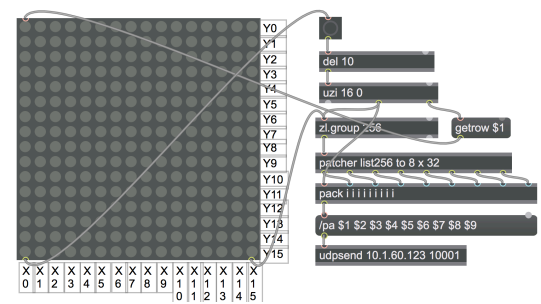 Y0
Y1
Y2
Y3
Y4
Y5
Y6
Y7
Y8
Y9
Y10
Y11
Y12
Y13
Y14
Y15
X0 X1 X2 X3 X4 X5 X6 X7 X8 X9 X10 X11 X12 X13 X14 X15
del 10
uzi 16 0
zl.group 256
getrow $1
patcher list256 to 8 x 32
pack i i i i i i i i i
/pa $1 $2 $3 $4 $5 $6 $7 $8 $9
udpsend 10.1.60.123 10001